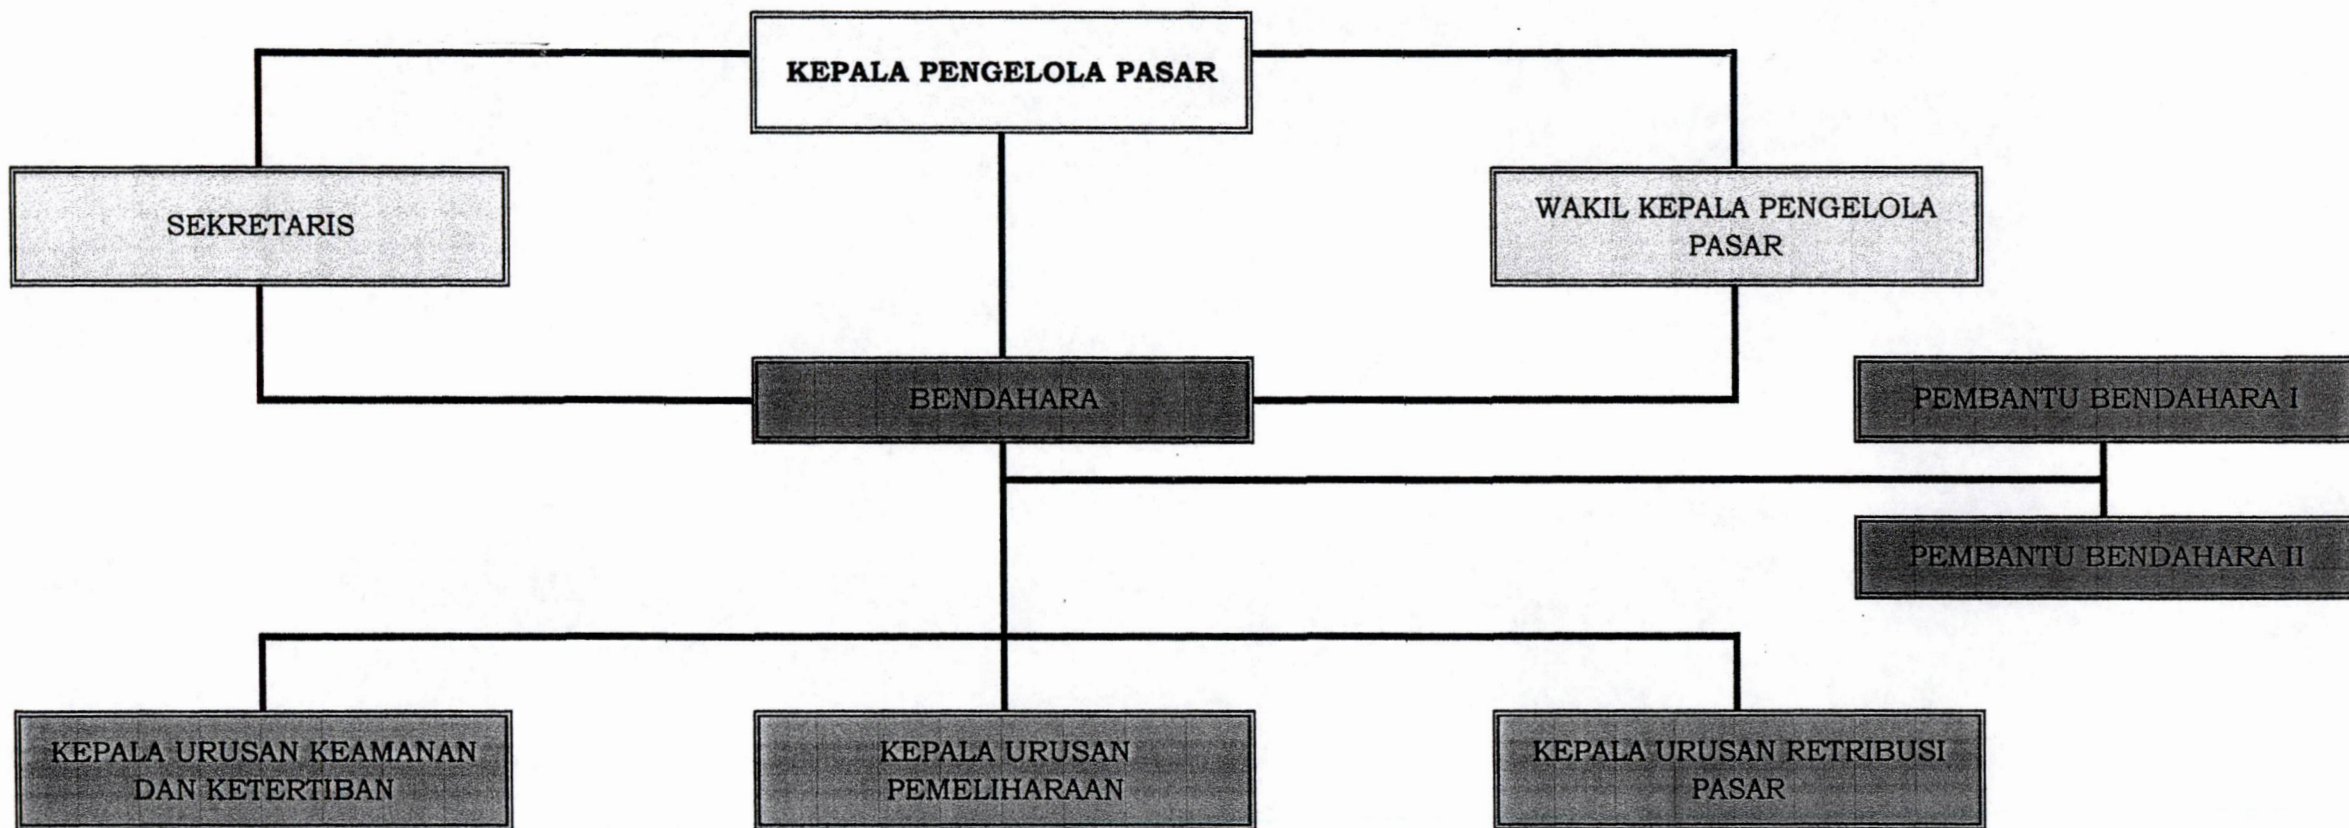 KEPALA PENGELOLA PASAR
SEKRETARIS
WAKIL KEPALA PENGELOLA
PASAR
BENDAHARA
PEMBANTU BENDAHARA I
PEMBANTU BENDAHARA II
KEPALA URUSAN KEAMANAN
DAN KETERTIBAN
KEPALA URUSAN
PEMELIHARAAN
KEPALA URUSAN RETRIBUSI
PASAR